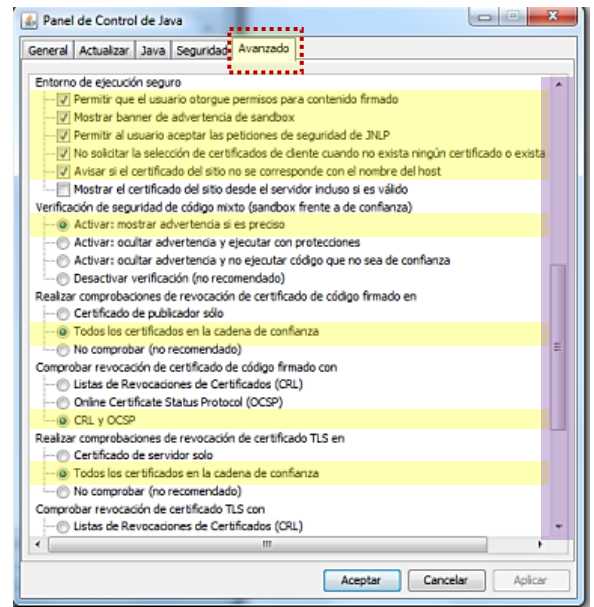 Panel de Control de Java
General Actualizar Java Seguridad Avanzado
Entorno de ejecución seguro
Permitir que el usuario otorgue permisos para contenido firmado
Mostrar banner de advertencia de sandbox
Permitir al usuario aceptar las peticiones de seguridad de JNLP
No solicitar la selección de certificados de cliente cuando no exista ningún certificado o exista
Avisar si el certificado del sitio no se corresponde con el nombre del host
Mostrar el certificado del sitio desde el servidor incluso si es válido
Verificación de seguridad de código mixto (sandbox frente a de confianza)
Activar: mostrar advertencia si es preciso
Activar: ocultar advertencia y ejecutar con protecciones
Activar: ocultar advertencia y no ejecutar código que no sea de confianza
Desactivar verificación (no recomendado)
Realizar comprobaciones de revocación de certificado de código firmado en
Certificado de publicador sólo
Todos los certificados en la cadena de confianza
No comprobar (no recomendado)
Comprobar revocación de certificado de código firmado con
Listas de Revocaciones de Certificados (CRL)
Online Certificate Status Protocol (OCSP)
CRL y OCSP
Realizar comprobaciones de revocación de certificado TLS en
Certificado de servidor solo
Todos los certificados en la cadena de confianza
No comprobar (no recomendado)
Comprobar revocación de certificado TLS con
Listas de Revocaciones de Certificados (CRL)
Aceptar Cancelar Aplicar